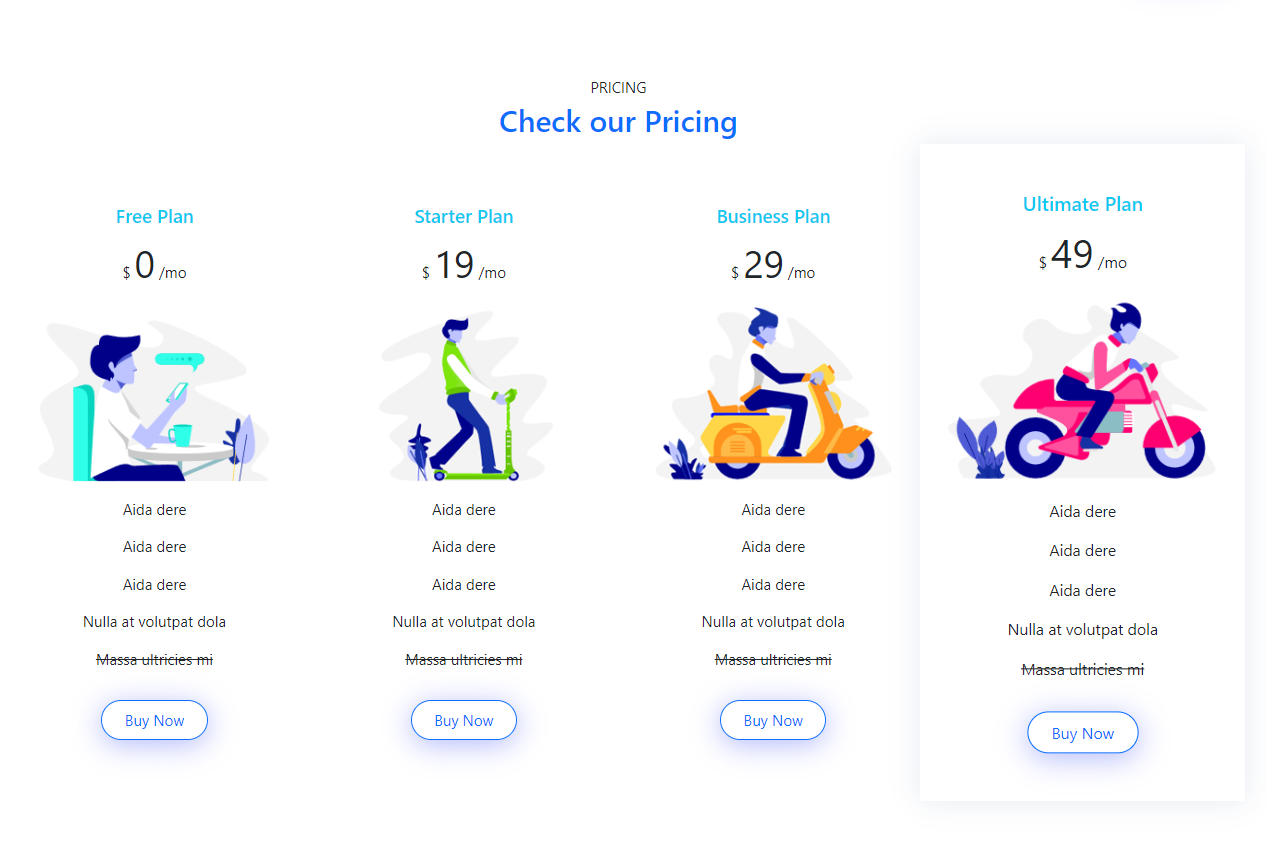 PRICING
Check our Pricing
Free Plan
$ 0 /mo
Aida dere
Aida dere
Aida dere
Nulla at volutpat dola
Massa ultricies mi
Buy Now
Starter Plan
$ 19 /mo
Aida dere
Aida dere
Aida dere
Nulla at volutpat dola
Massa ultricies mi
Buy Now
Business Plan
$ 29 /mo
Aida dere
Aida dere
Aida dere
Nulla at volutpat dola
Massa ultricies mi
Buy Now
Ultimate Plan
$ 49 /mo
Aida dere
Aida dere
Aida dere
Nulla at volutpat dola
Massa ultricies mi
Buy Now